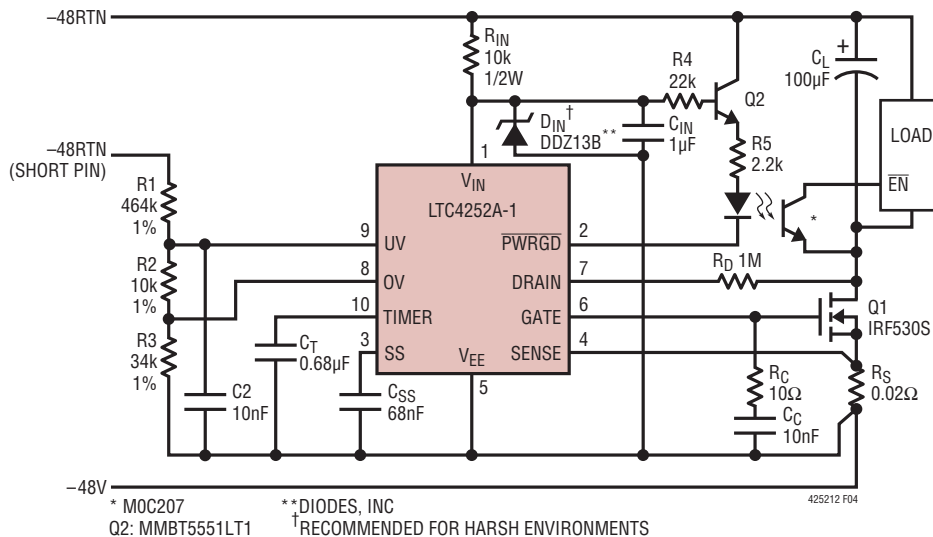 −48RTN
RIN
10k
1/2W
R4
22k
Q2
+
CL
100µF
LOAD
EN
DIN†
DDZ13B**
CIN
1µF
R5
2.2k
*
−48RTN
(SHORT PIN)
R1
464k
1%
R2
10k
1%
R3
34k
1%
1
VIN
LTC4252A-1
9
UV
8
OV
10
TIMER
3
SS
VEE
5
PWRGD
2
DRAIN
7
GATE
6
SENSE
4
RD 1M
Q1
IRF530S
CT
0.68µF
C2
10nF
CSS
68nF
RC
10Ω
CC
10nF
RS
0.02Ω
−48V
425212 F04
* M0C207
**DIODES, INC
Q2: MMBT5551LT1
†RECOMMENDED FOR HARSH ENVIRONMENTS